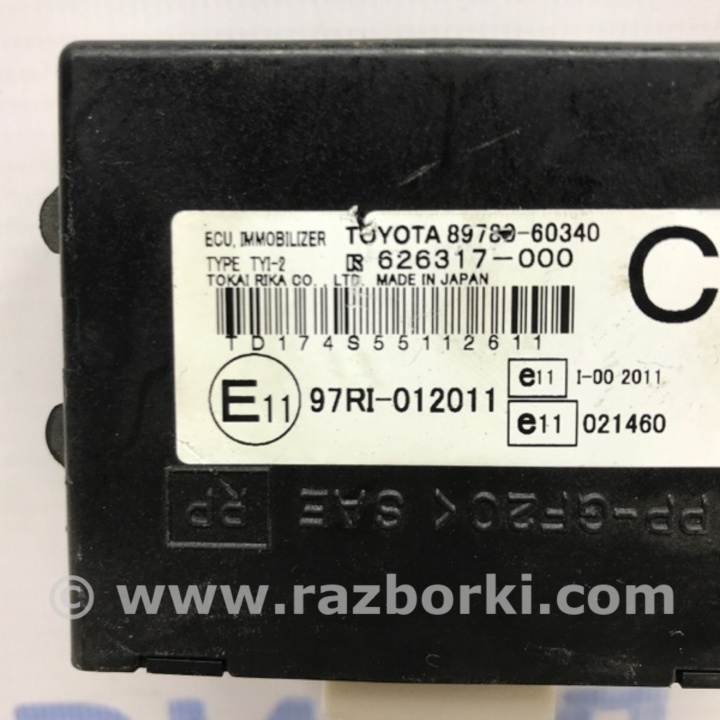 ECU, IMMOBILIZER TOYOTA 89780-60340
TYPE TYI-2 R 626317-000
TOKAI RIKA CO., LTD. MADE IN JAPAN
TD174S55112611
C
E11 97RI-012011
e11 I-00 2011
e11 021460
RP SAE > PP-GF20
© www.razborki.com